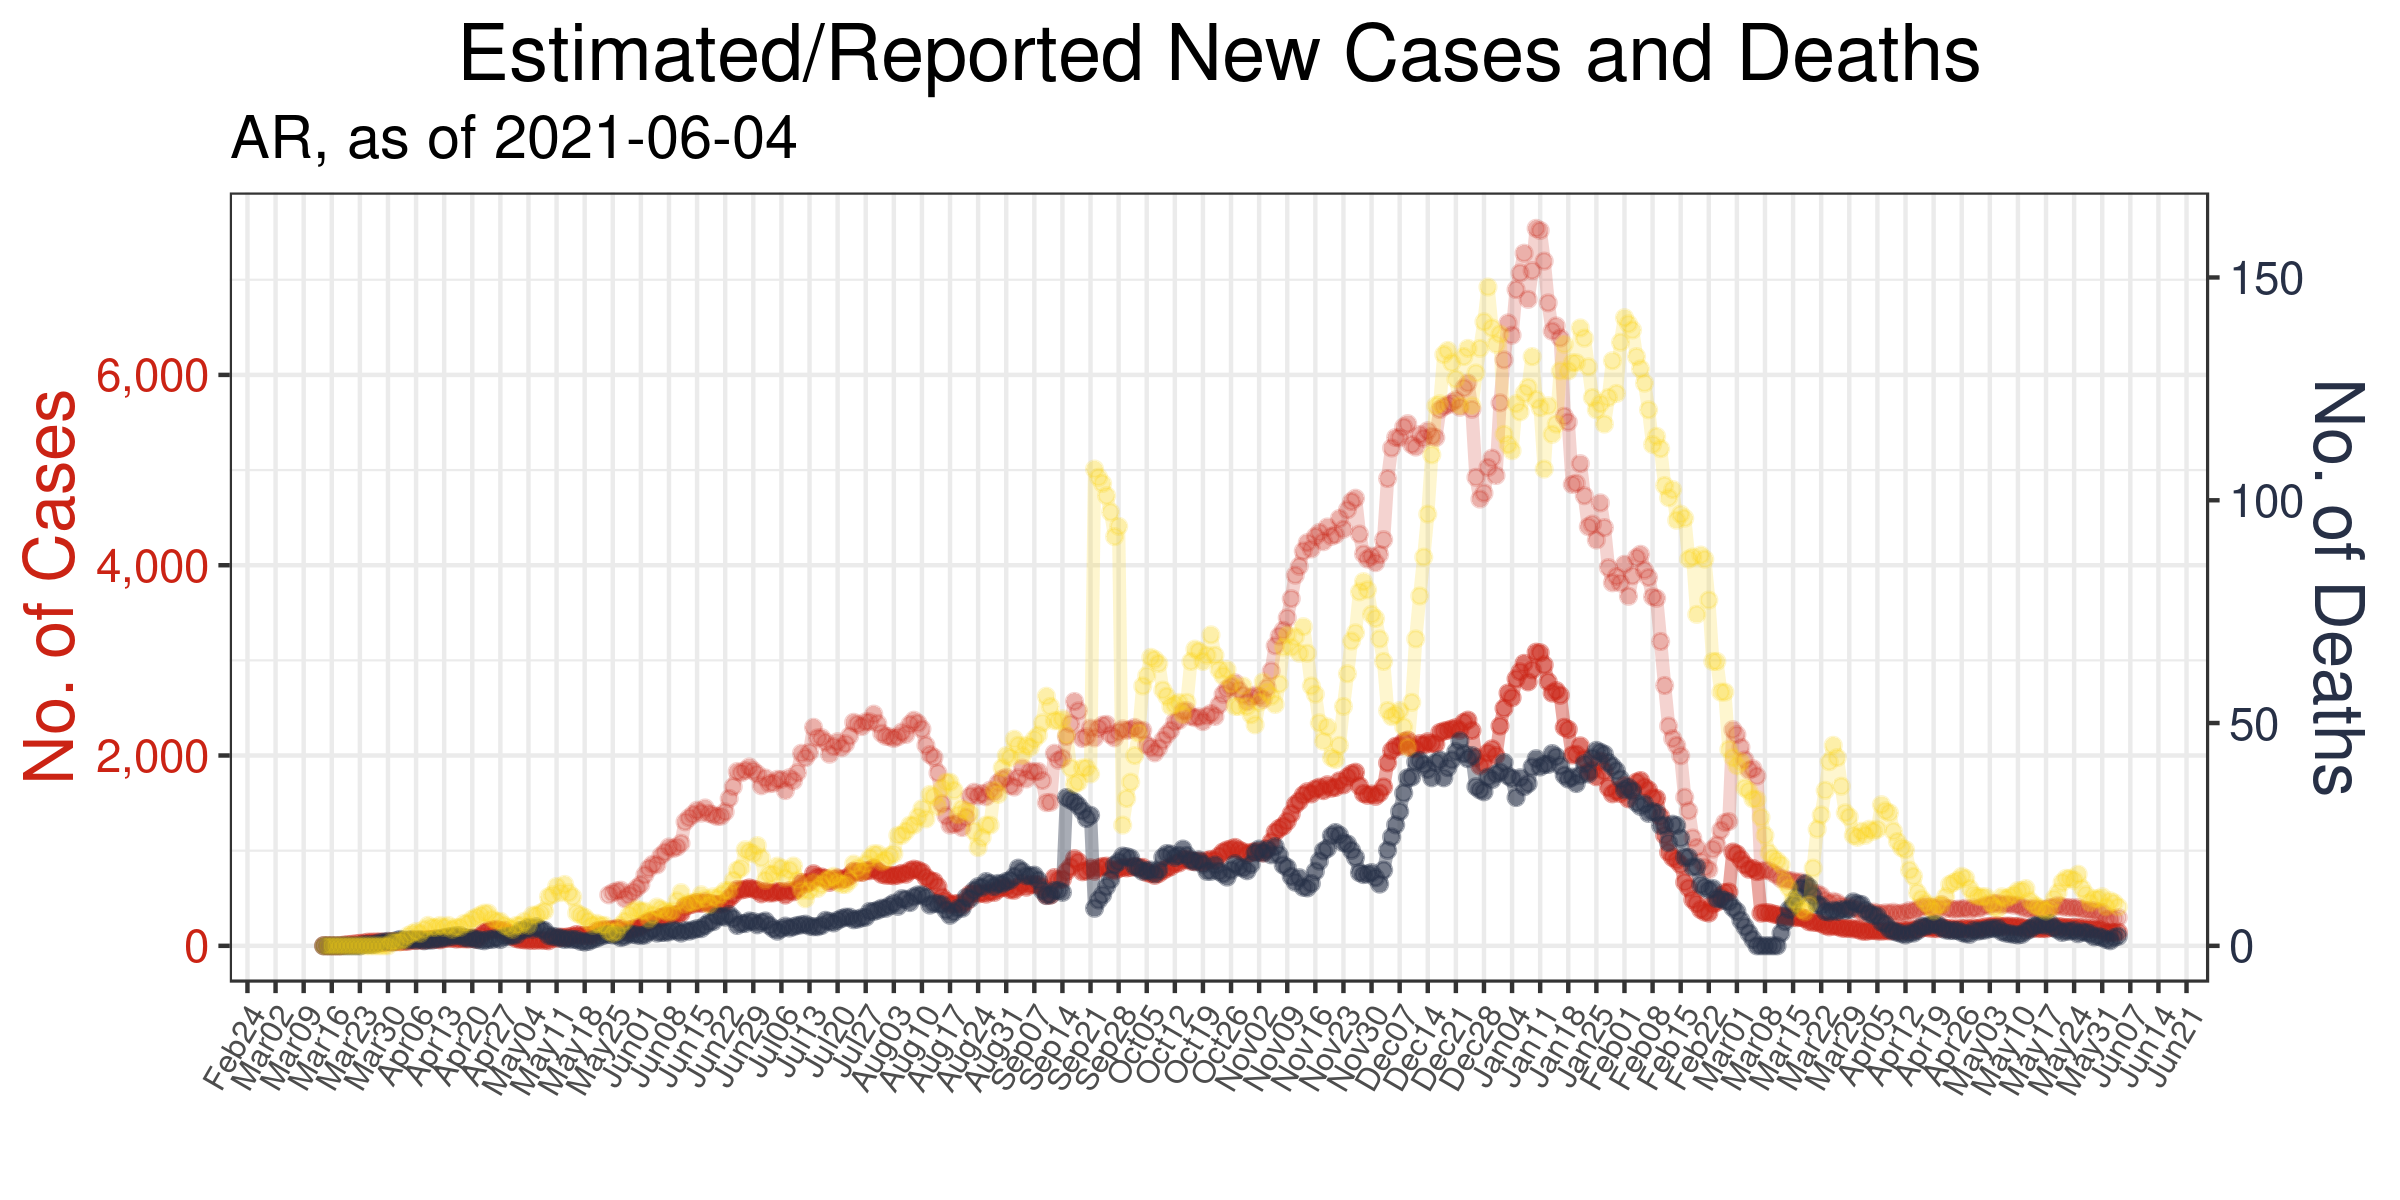 Estimated/Reported New Cases and Deaths
AR, as of 2021-06-04
No. of Cases
6,000
4,000
2,000
0
150
100
50
0
No. of Deaths
Feb24
Mar02
Mar09
Mar16
Mar23
Mar30
Apr06
Apr13
Apr20
Apr27
May04
May11
May18
May25
Jun01
Jun08
Jun15
Jun22
Jun29
Jul06
Jul13
Jul20
Jul27
Aug03
Aug10
Aug17
Aug24
Aug31
Sep07
Sep14
Sep21
Sep28
Oct05
Oct12
Oct19
Oct26
Nov02
Nov09
Nov16
Nov23
Nov30
Dec07
Dec14
Dec21
Dec28
Jan04
Jan11
Jan18
Jan25
Feb01
Feb08
Feb15
Feb22
Mar01
Mar08
Mar15
Mar22
Mar29
Apr05
Apr12
Apr19
Apr26
May03
May10
May17
May24
May31
Jun07
Jun14
Jun21